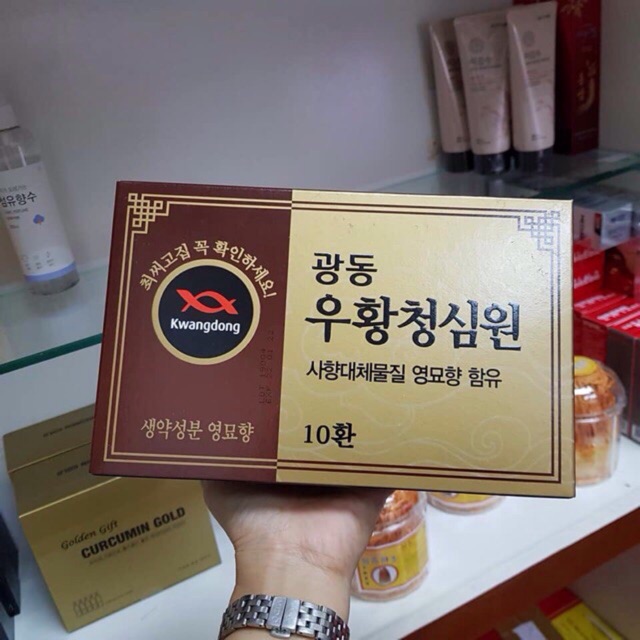 최씨고집 꼭 확인하세요!
Kwangdong
생약성분 영묘향
광동
우황청심원
사향대체물질 영묘향 함유
10환
Golden Gift
CURCUMIN GOLD